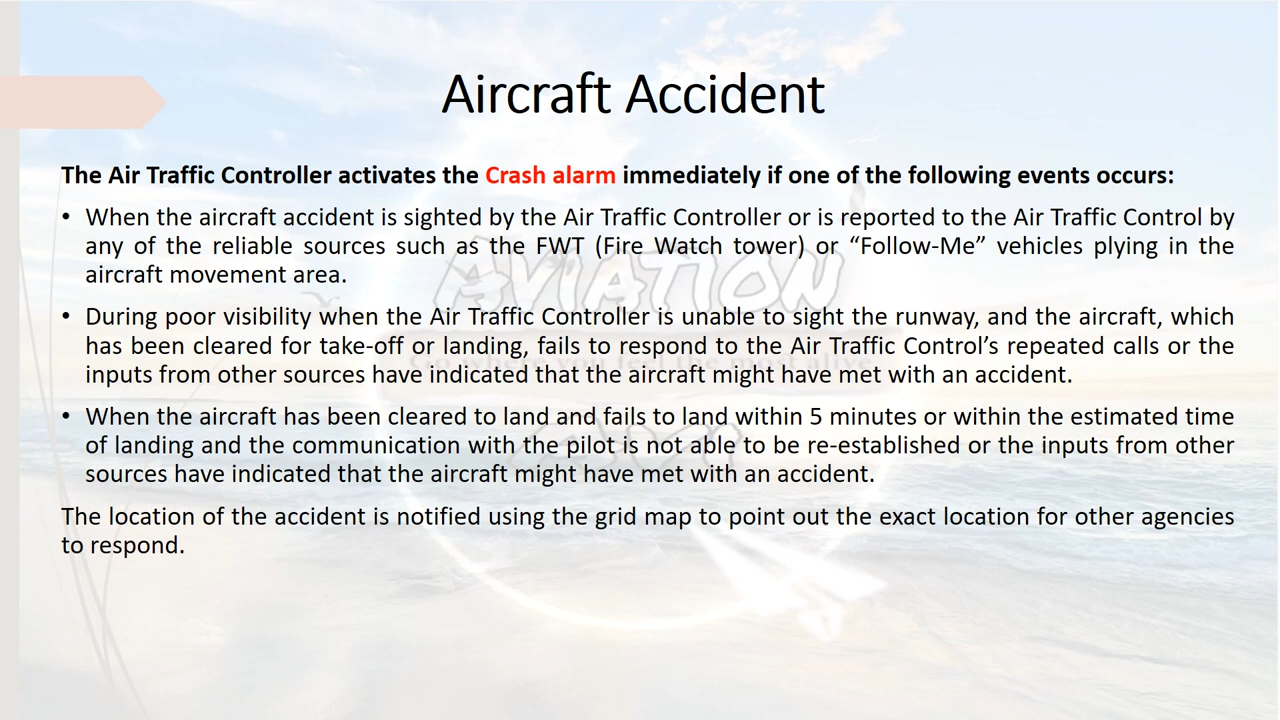 Aircraft Accident
The Air Traffic Controller activates the Crash alarm immediately if one of the following events occurs:
• When the aircraft accident is sighted by the Air Traffic Controller or is reported to the Air Traffic Control by
any of the reliable sources such as the FWT (Fire Watch tower) or “Follow-Me” vehicles plying in the
aircraft movement area.
• During poor visibility when the Air Traffic Controller is unable to sight the runway, and the aircraft, which
has been cleared for take-off or landing, fails to respond to the Air Traffic Control’s repeated calls or the
inputs from other sources have indicated that the aircraft might have met with an accident.
• When the aircraft has been cleared to land and fails to land within 5 minutes or within the estimated time
of landing and the communication with the pilot is not able to be re-established or the inputs from other
sources have indicated that the aircraft might have met with an accident.
The location of the accident is notified using the grid map to point out the exact location for other agencies
to respond.
AVIATION
Go where you feel the most alive